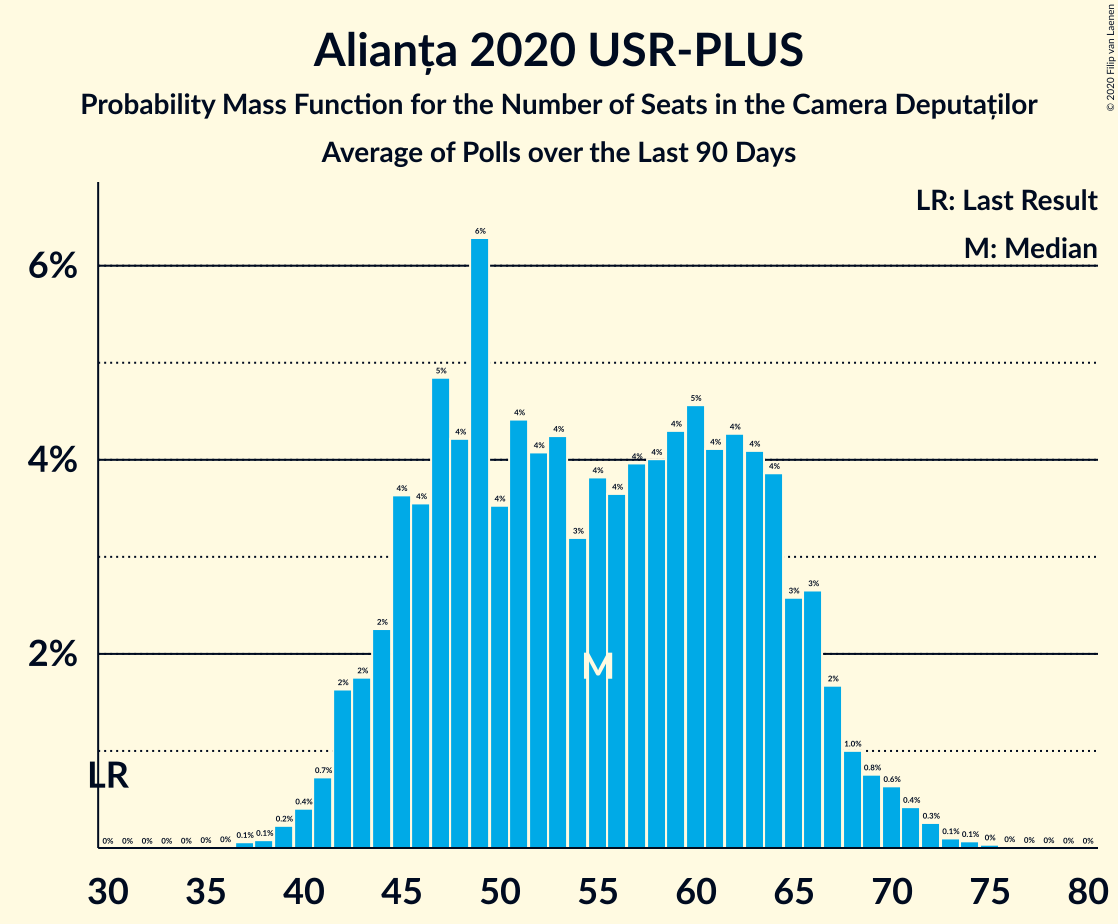 Alianța 2020 USR-PLUS
Probability Mass Function for the Number of Seats in the Camera Deputaților
Average of Polls over the Last 90 Days
© 2020 Filip van Laenen
LR: Last Result
M: Median
6%
4%
2%
LR
M
0% 0% 0% 0% 0% 0% 0% 0.1% 0.1% 0.2% 0.4% 0.7% 2% 2% 2% 4% 4% 5% 4% 6% 4% 4% 4% 4% 3% 4% 4% 4% 4% 4% 5% 4% 4% 4% 4% 3% 3% 2% 1.0% 0.8% 0.6% 0.4% 0.3% 0.1% 0.1% 0% 0% 0% 0% 0% 0%
30 35 40 45 50 55 60 65 70 75 80